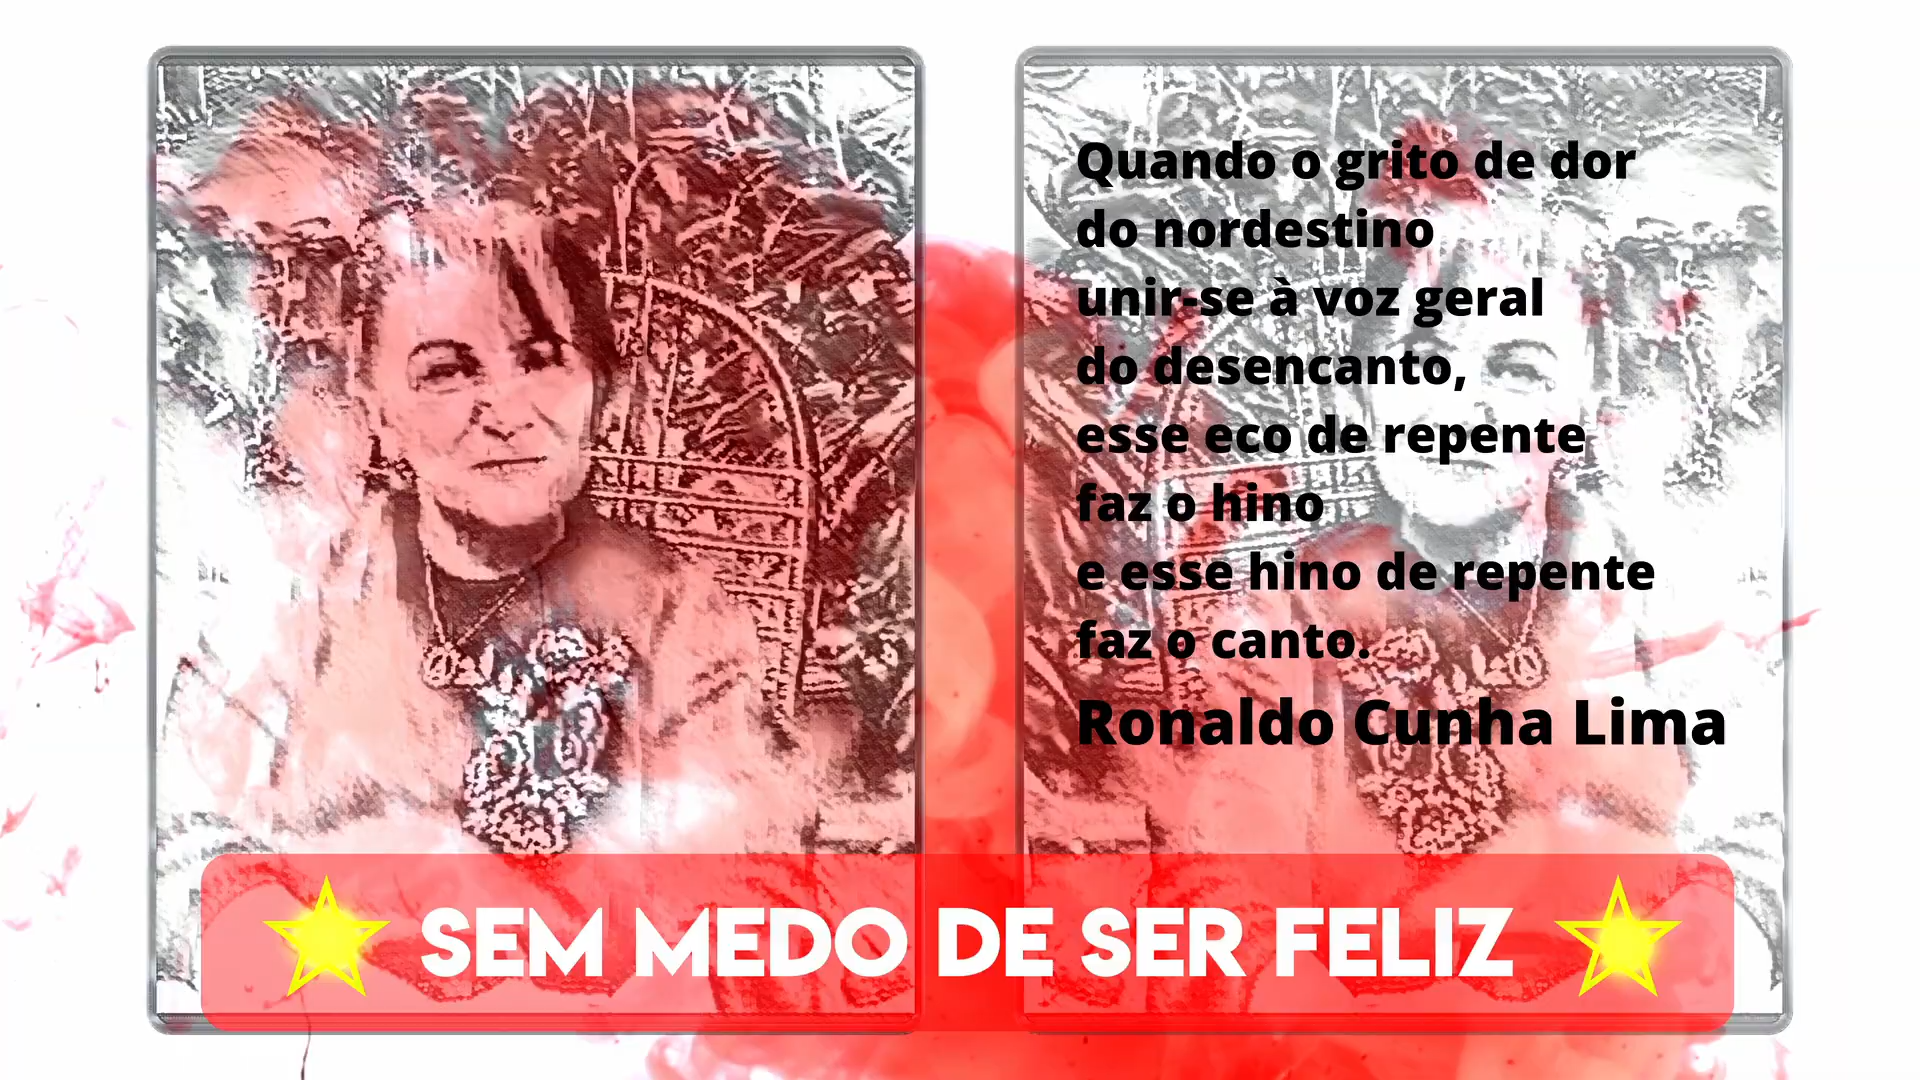 Quando o grito de dor
do nordestino
unir-se à voz geral
do desencanto,
esse eco de repente
faz o hino
e esse hino de repente
faz o canto.
Ronaldo Cunha Lima
SEM MEDO DE SER FELIZ